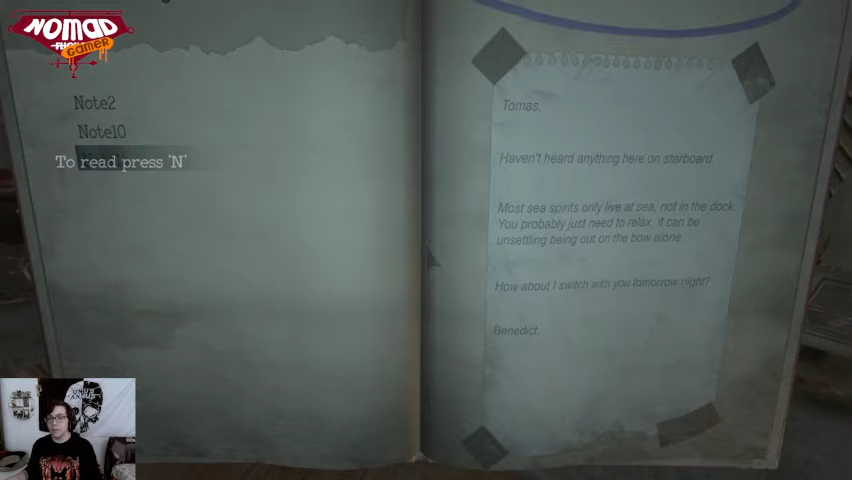 NOMAD
GAMER
Note2
Note10
To read press 'N'
Tomas,
Haven't heard anything here on starboard.
Most sea spirits only live at sea, not in the dock.
You probably just need to relax, it can be
unsettling being out on the bow alone
How about I switch with you tomorrow night?
Benedict.